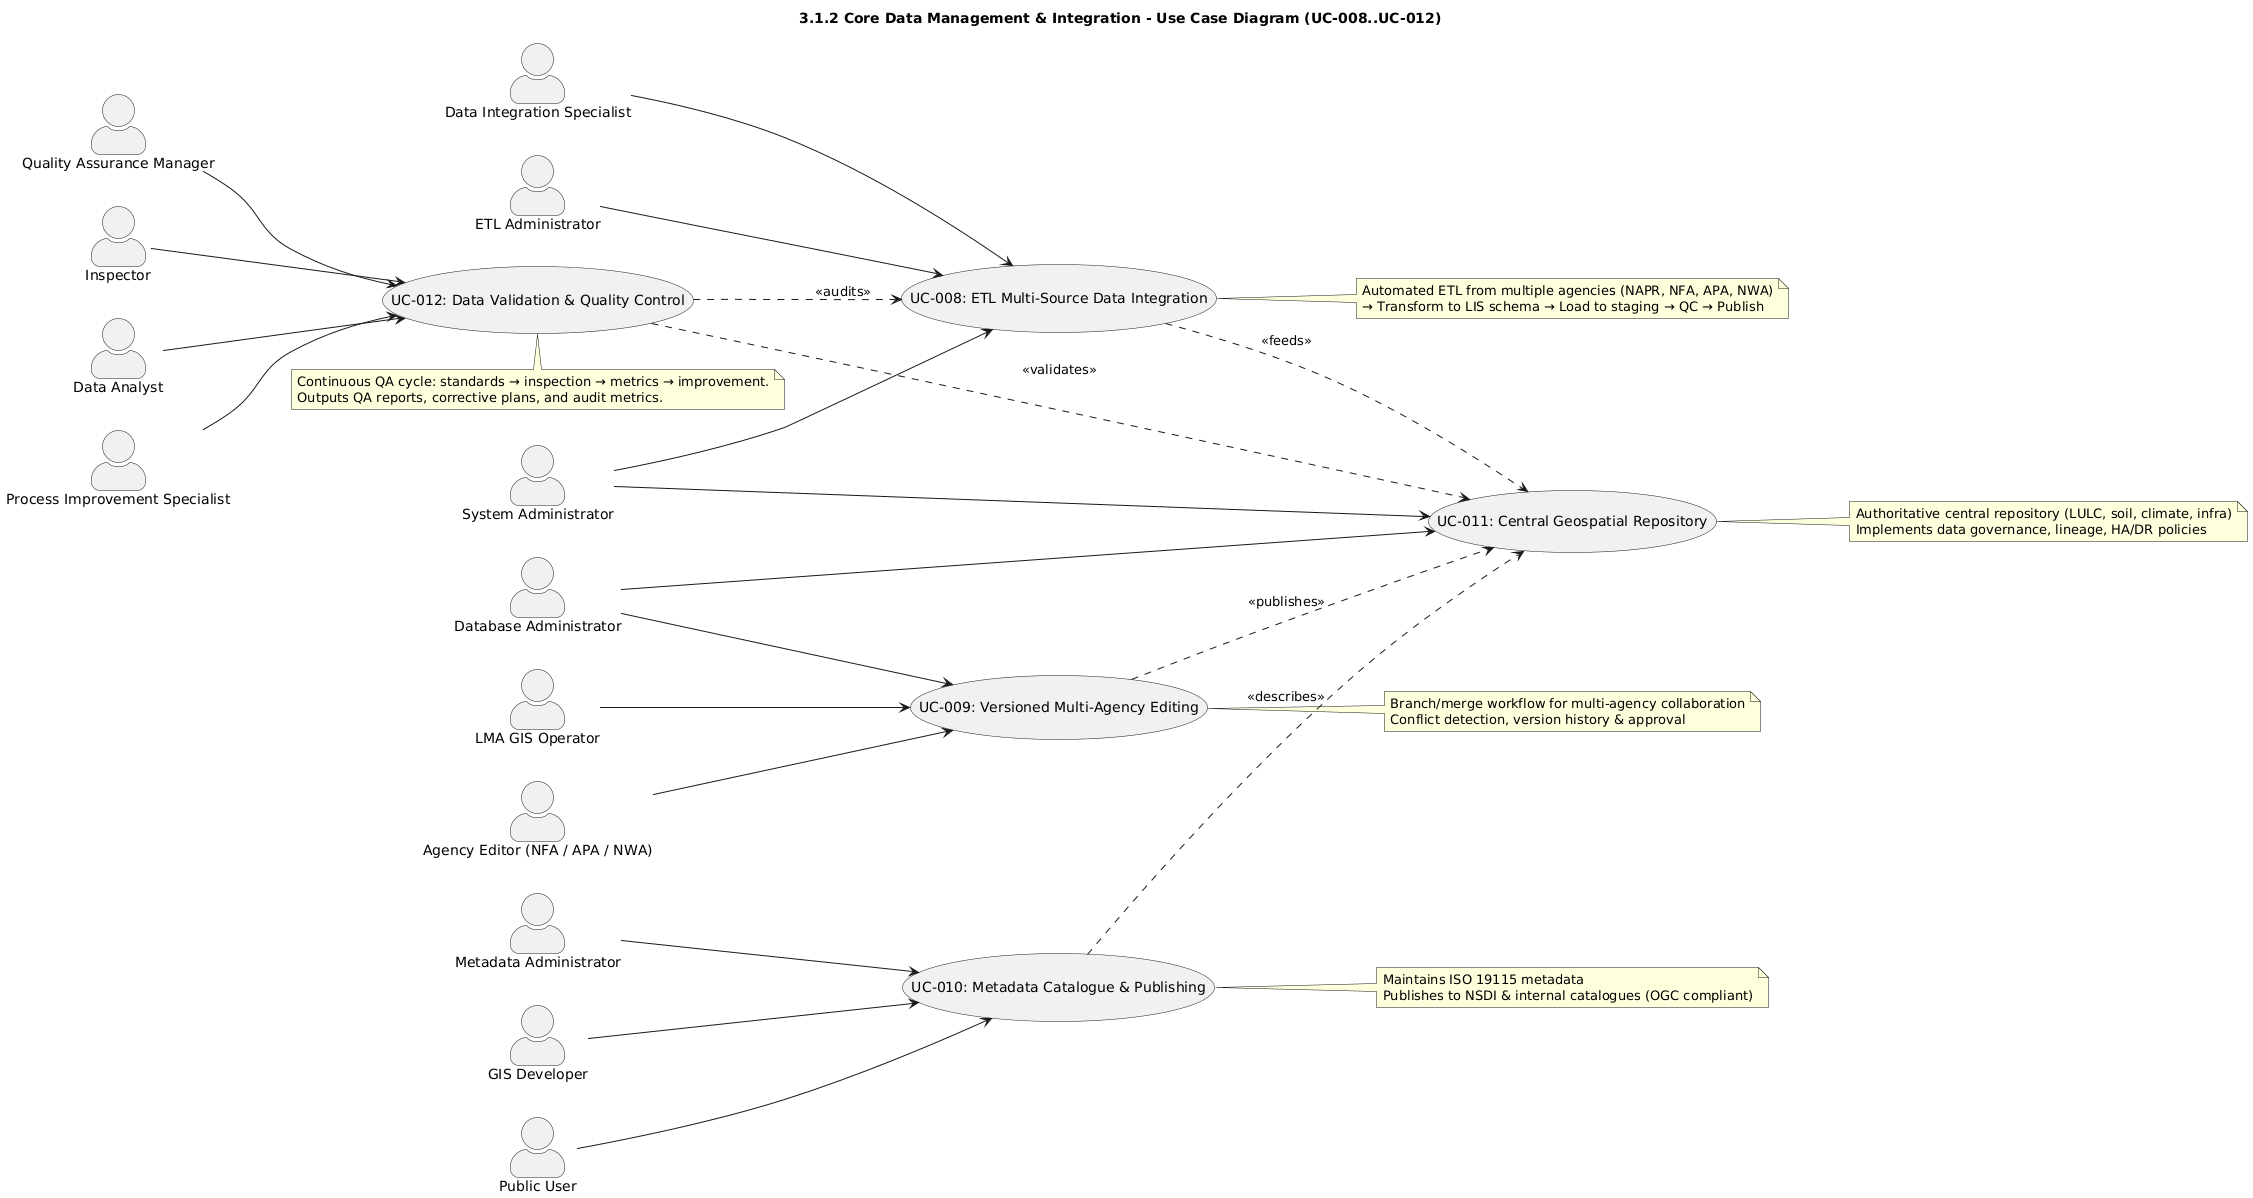 3.1.2 Core Data Management & Integration - Use Case Diagram (UC-008..UC-012)
Data Integration Specialist
Quality Assurance Manager
ETL Administrator
Inspector
UC-012: Data Validation & Quality Control
«audits»
UC-008: ETL Multi-Source Data Integration
Automated ETL from multiple agencies (NAPR, NFA, APA, NWA)
→ Transform to LIS schema → Load to staging → QC → Publish
«feeds»
«validates»
Data Analyst
Continuous QA cycle: standards → inspection → metrics → improvement.
Outputs QA reports, corrective plans, and audit metrics.
Process Improvement Specialist
System Administrator
UC-011: Central Geospatial Repository
Authoritative central repository (LULC, soil, climate, infra)
Implements data governance, lineage, HA/DR policies
«publishes»
Database Administrator
«describes»
UC-009: Versioned Multi-Agency Editing
Branch/merge workflow for multi-agency collaboration
Conflict detection, version history & approval
LMA GIS Operator
Agency Editor (NFA / APA / NWA)
Metadata Administrator
UC-010: Metadata Catalogue & Publishing
Maintains ISO 19115 metadata
Publishes to NSDI & internal catalogues (OGC compliant)
GIS Developer
Public User